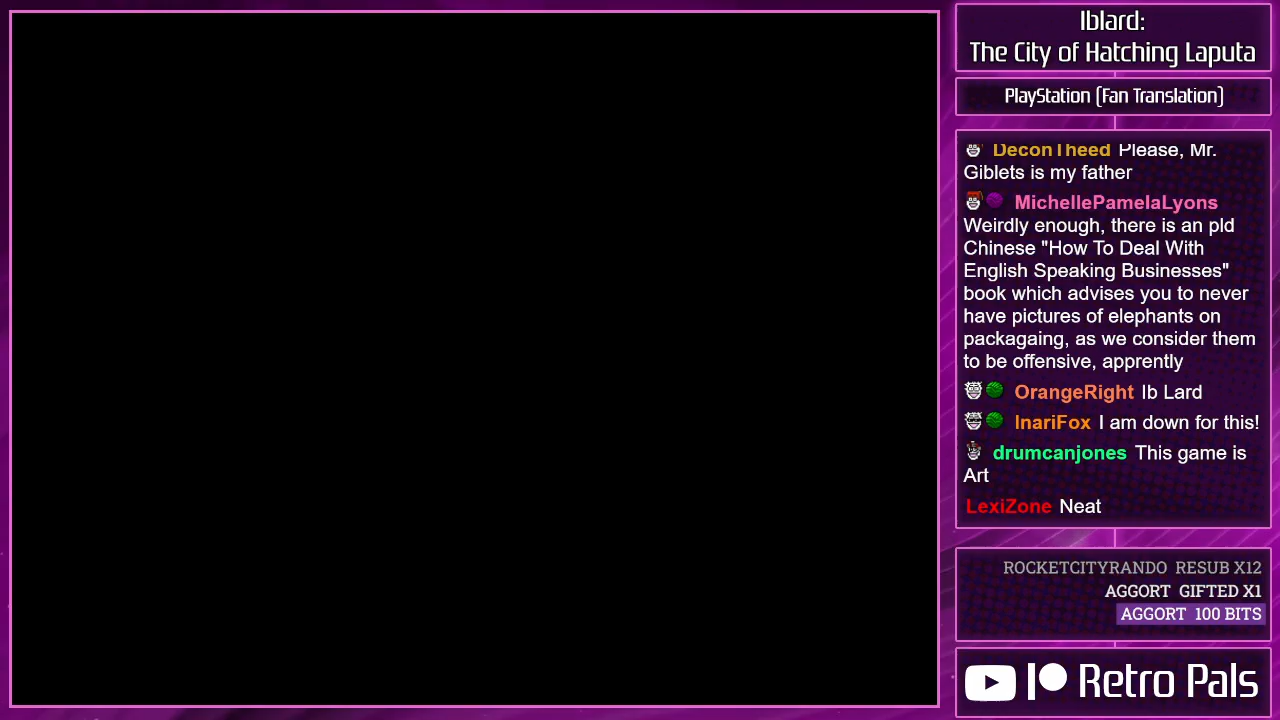 Iblard:
The City of Hatching Laputa
PlayStation (Fan Translation)
DeconTheed Please, Mr.
Giblets is my father
MichellePamelaLyons
Weirdly enough, there is an pld
Chinese "How To Deal With
English Speaking Businesses"
book which advises you to never
have pictures of elephants on
packagaing, as we consider them
to be offensive, apprently
OrangeRight Ib Lard
InariFox I am down for this!
drumcanjones This game is
Art
LexiZone Neat
ROCKETCITYRANDO RESUB X12
AGGORT GIFTED X1
AGGORT 100 BITS
Retro Pals